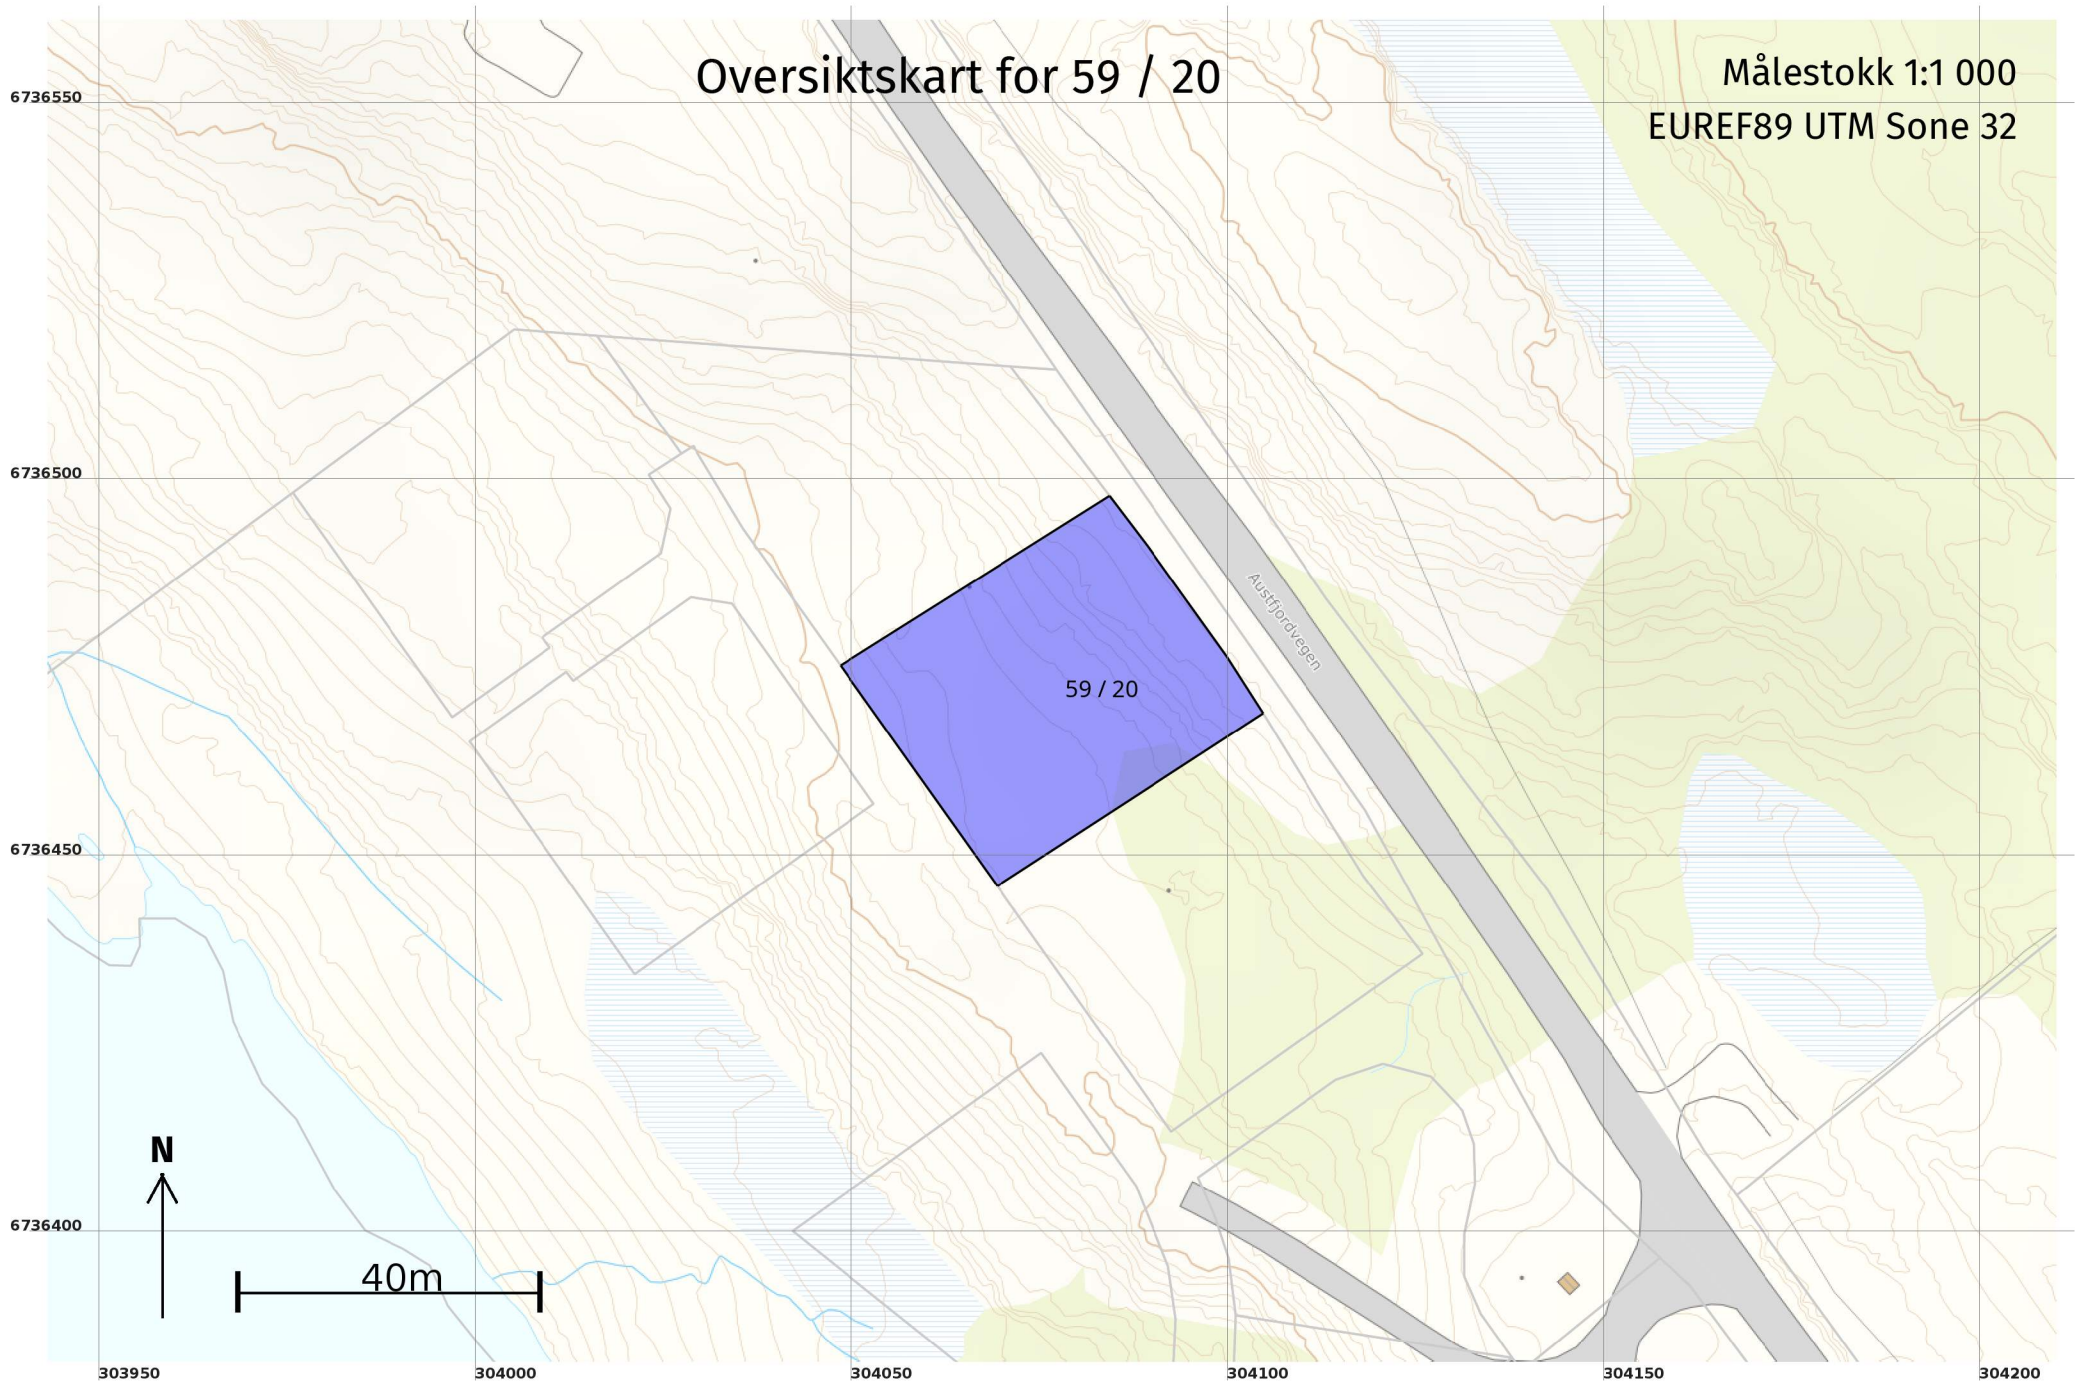 Oversiktskart for 59 / 20
Målestokk 1:1 000
EUREF89 UTM Sone 32
6736550
6736500
Austfjordvegen
59 / 20
6736450
N
6736400
40m
303950
304000
304050
304100
304150
304200